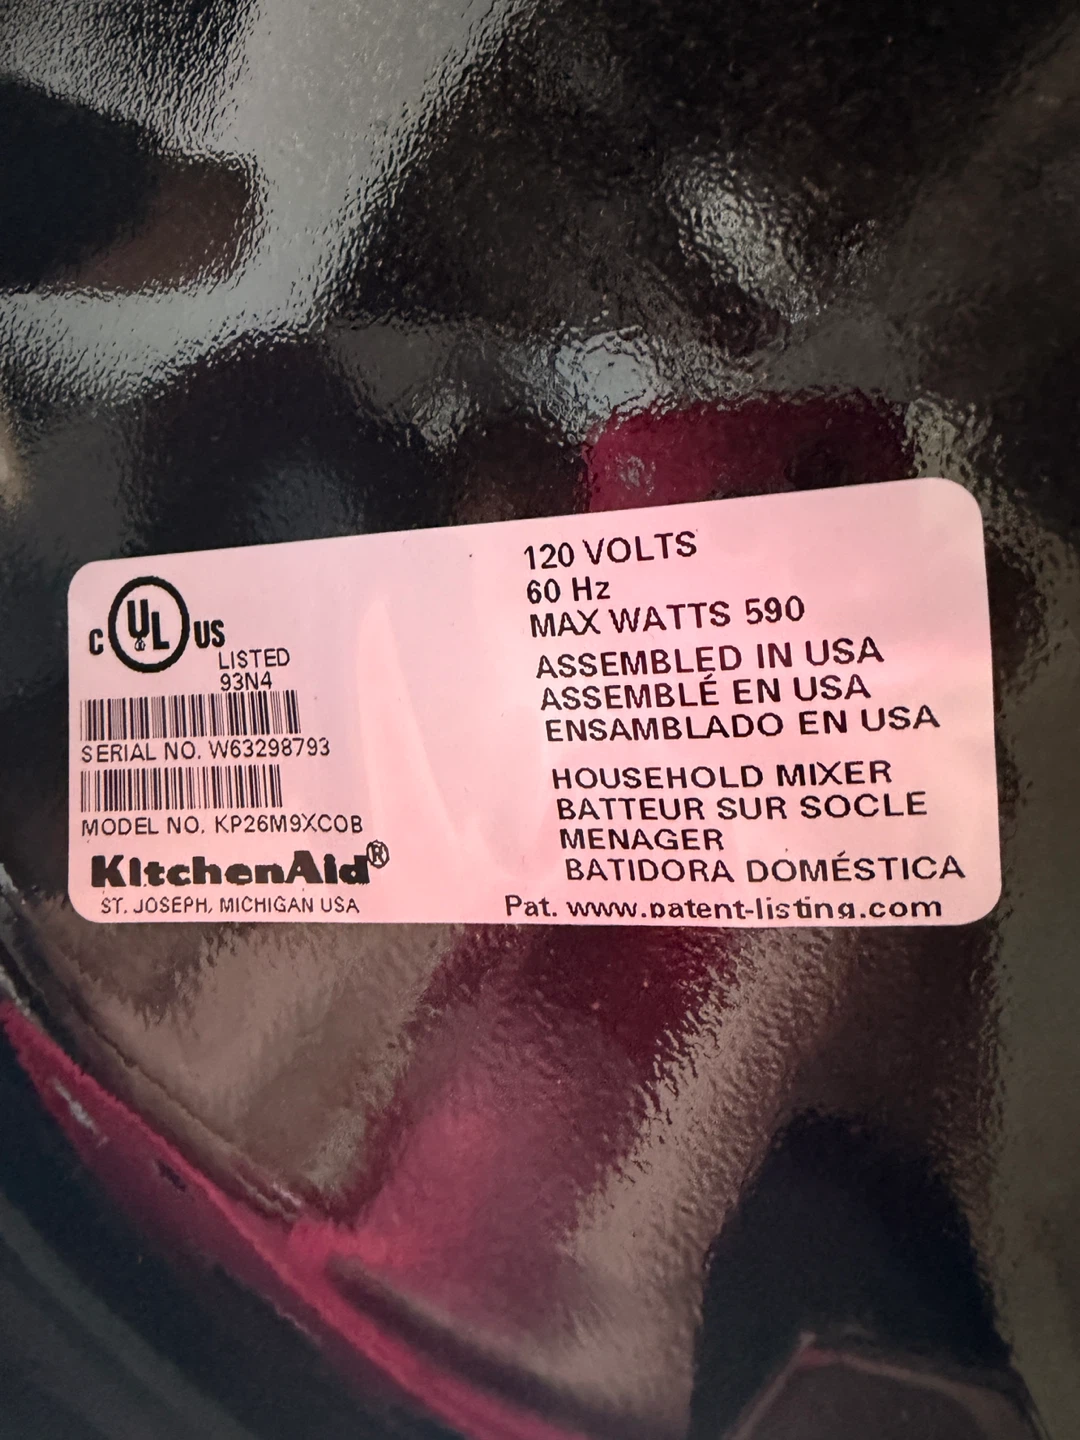 C UL US
LISTED
93N4
SERIAL NO. W63298793
MODEL NO. KP26M9XCOB
KitchenAid®
ST. JOSEPH, MICHIGAN USA
120 VOLTS
60 Hz
MAX WATTS 590
ASSEMBLED IN USA
ASSEMBLÉ EN USA
ENSAMBLADO EN USA
HOUSEHOLD MIXER
BATTEUR SUR SOCLE
MENAGER
BATIDORA DOMÉSTICA
Pat. www.patent-listing.com